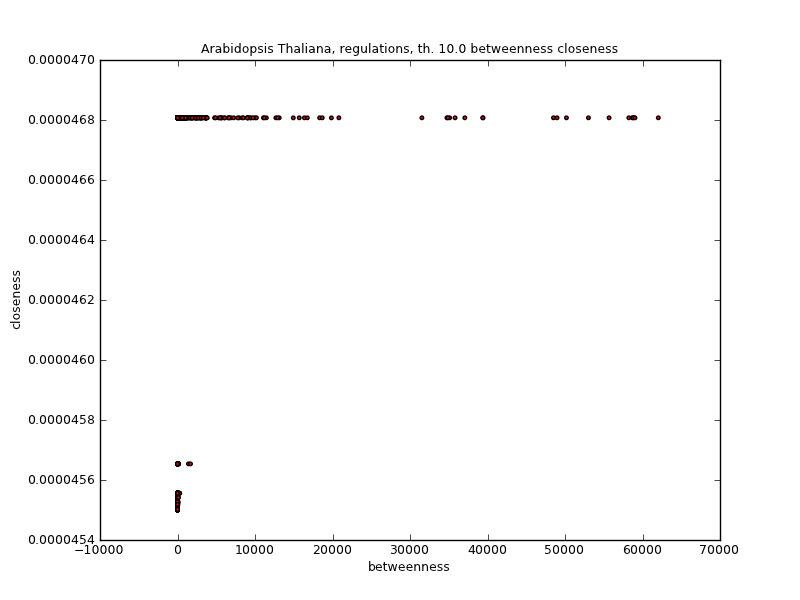 Arabidopsis Thaliana, regulations, th. 10.0 betweenness closeness
0.0000470
0.0000468
0.0000466
0.0000464
0.0000462
0.0000460
0.0000458
0.0000456
0.0000454
closeness
−10000 0 10000 20000 30000 40000 50000 60000 70000
betweenness